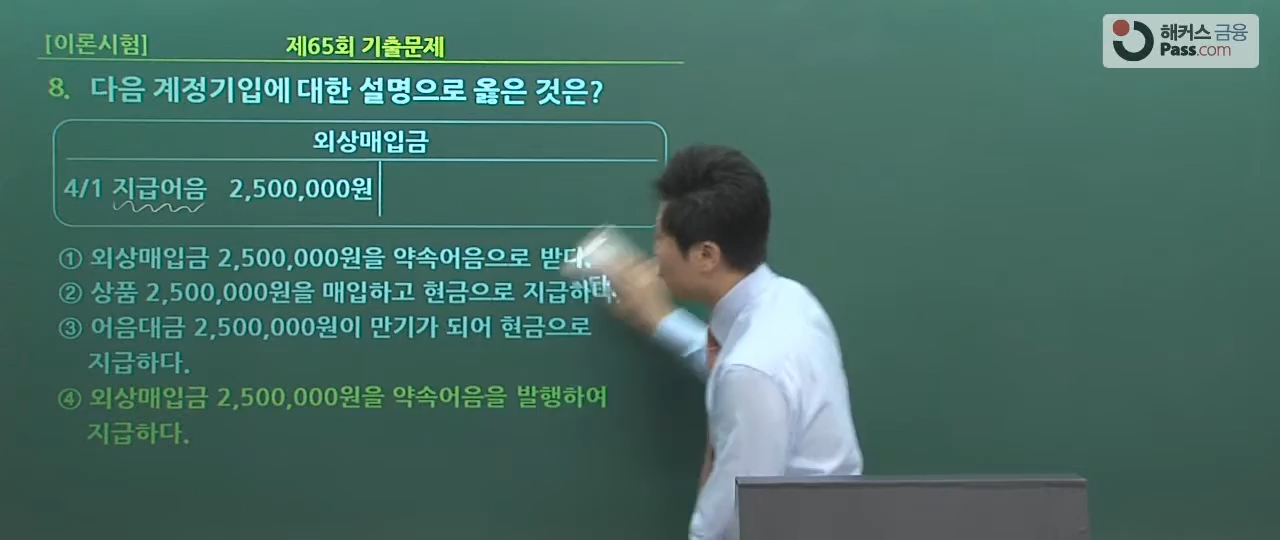 [이론시험]
제65회 기출문제
해커스 금융
Pass.com
8. 다음 계정기입에 대한 설명으로 옳은 것은?
외상매입금
4/1 지급어음 2,500,000원
① 외상매입금 2,500,000원을 약속어음으로 받다.
② 상품 2,500,000원을 매입하고 현금으로 지급하다.
③ 어음대금 2,500,000원이 만기가 되어 현금으로
지급하다.
④ 외상매입금 2,500,000원을 약속어음을 발행하여
지급하다.